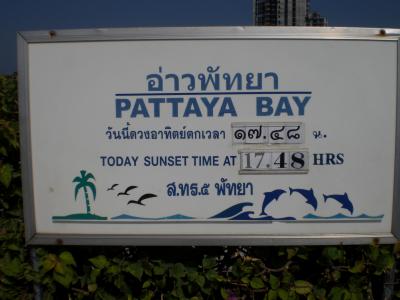 อ่าวพัทยา
PATTAYA BAY
วันนี้ดวงอาทิตย์ตกเวลา ๑๗.๔๘ น.
TODAY SUNSET TIME AT 17.48 HRS
ส.ทร.๕ พัทยา